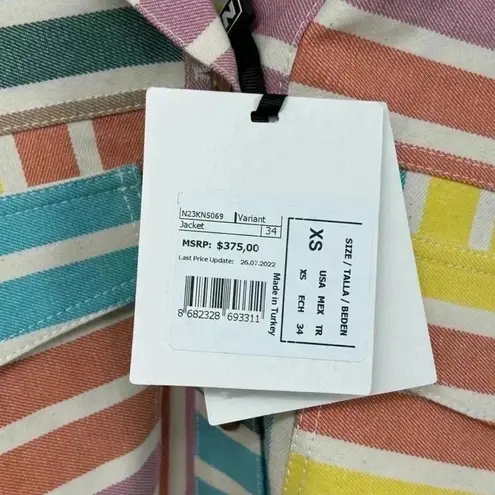 N23KNS069 Variant
Jacket 34
MSRP: $375,00
Last Price Update: 26.07.2022
8 682328 693311
Made in Turkey
XS
SIZE / TALLA / BEDEN
USA MEX TR
XS ECH 34
N